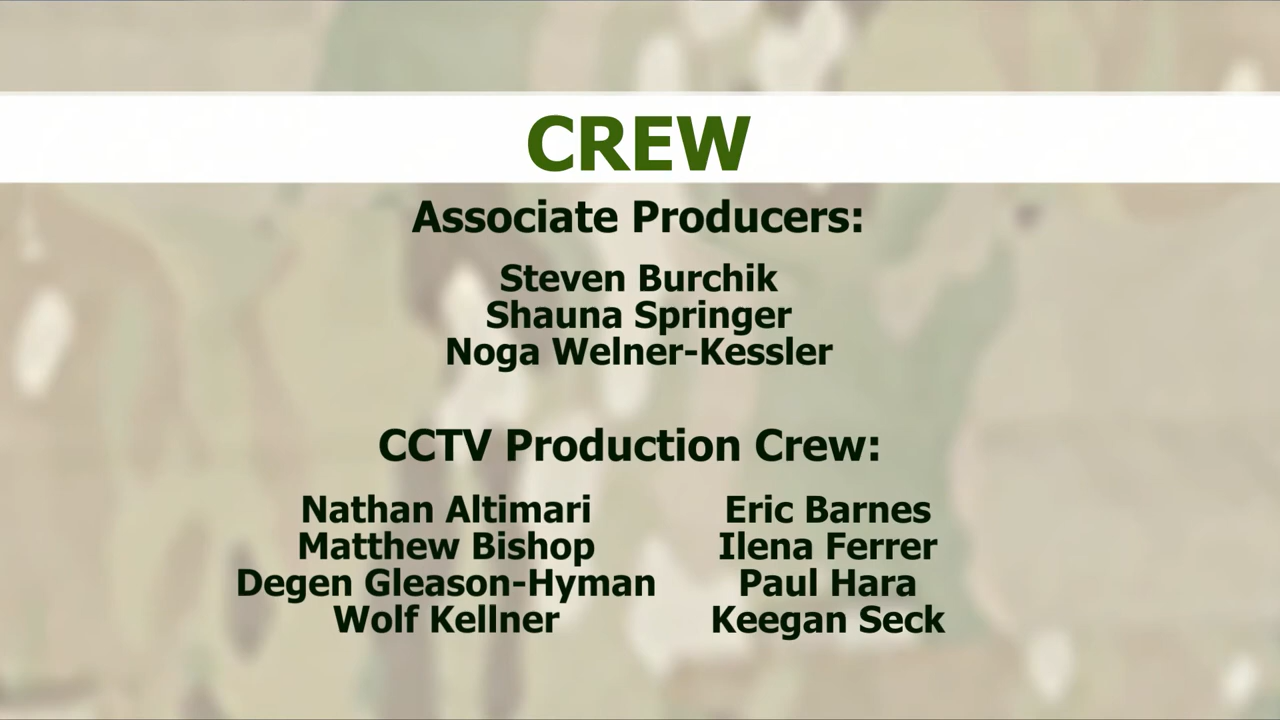 CREW
Associate Producers:
Steven Burchik
Shauna Springer
Noga Welner-Kessler
CCTV Production Crew:
Nathan Altimari
Matthew Bishop
Degen Gleason-Hyman
Wolf Kellner
Eric Barnes
Ilena Ferrer
Paul Hara
Keegan Seck